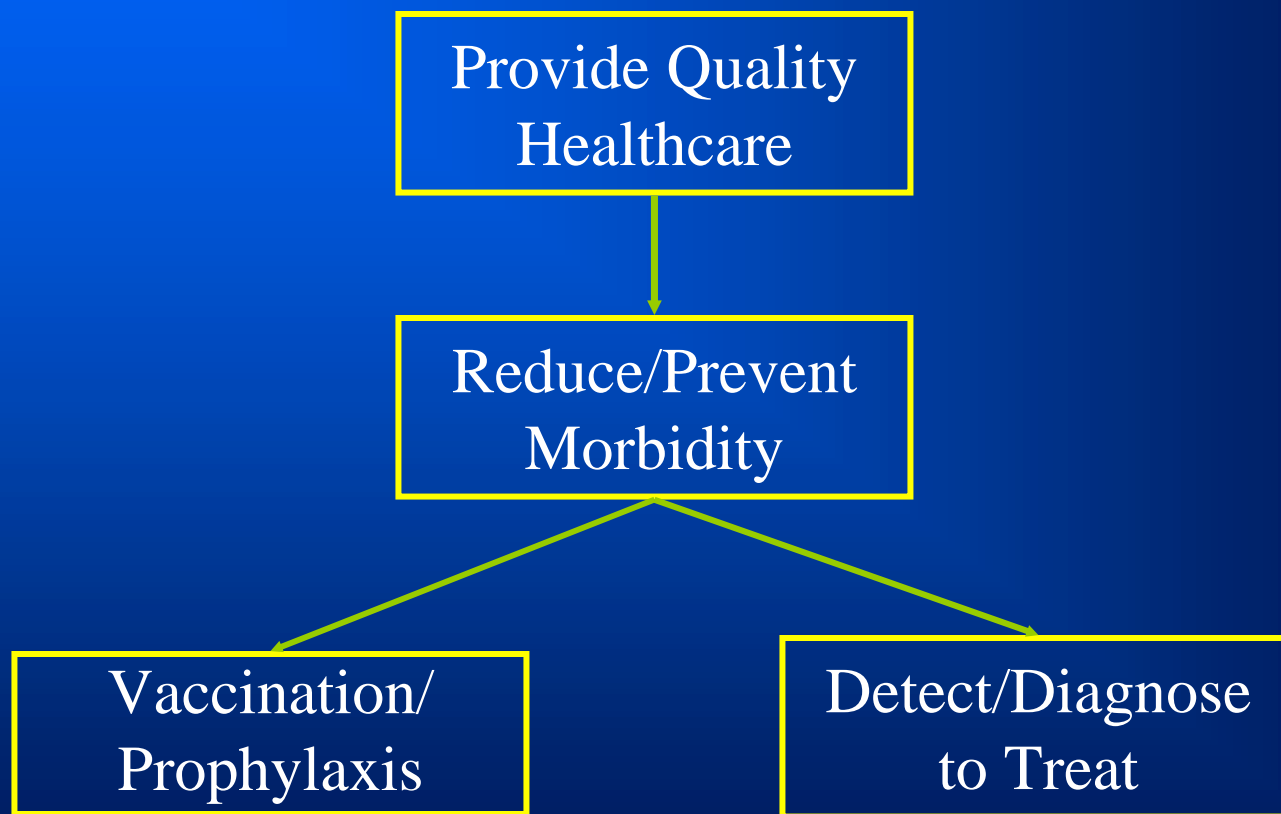 Provide Quality
Healthcare
Reduce/Prevent
Morbidity
Vaccination/
Prophylaxis
Detect/Diagnose
to Treat